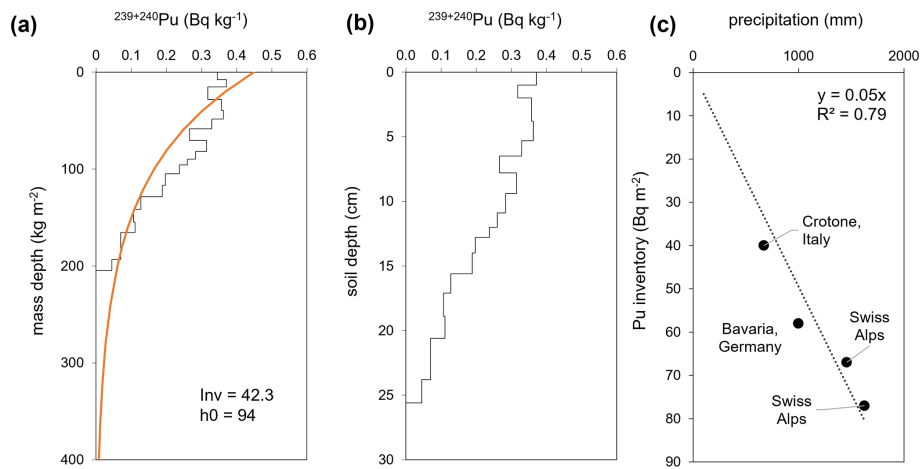 (a)
²³⁹⁺²⁴⁰Pu (Bq kg⁻¹)
0 0.1 0.2 0.3 0.4 0.5 0.6
0
100
200
300
400
mass depth (kg m⁻²)
Inv = 42.3
h0 = 94
(b)
²³⁹⁺²⁴⁰Pu (Bq kg⁻¹)
0.0 0.1 0.2 0.3 0.4 0.5 0.6
0
5
10
15
20
25
30
soil depth (cm)
(c)
precipitation (mm)
0 1000 2000
0
10
20
30
40
50
60
70
80
90
Pu inventory (Bq m⁻²)
y = 0.05x
R² = 0.79
Crotone,
Italy
Bavaria,
Germany
Swiss
Alps
Swiss
Alps